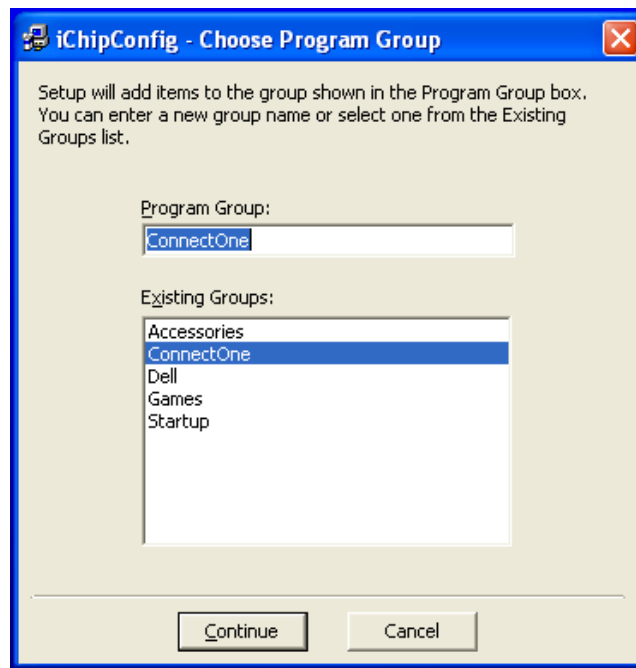 iChipConfig - Choose Program Group
Setup will add items to the group shown in the Program Group box.
You can enter a new group name or select one from the Existing
Groups list.
Program Group:
ConnectOne
Existing Groups:
Accessories
ConnectOne
Dell
Games
Startup
Continue
Cancel